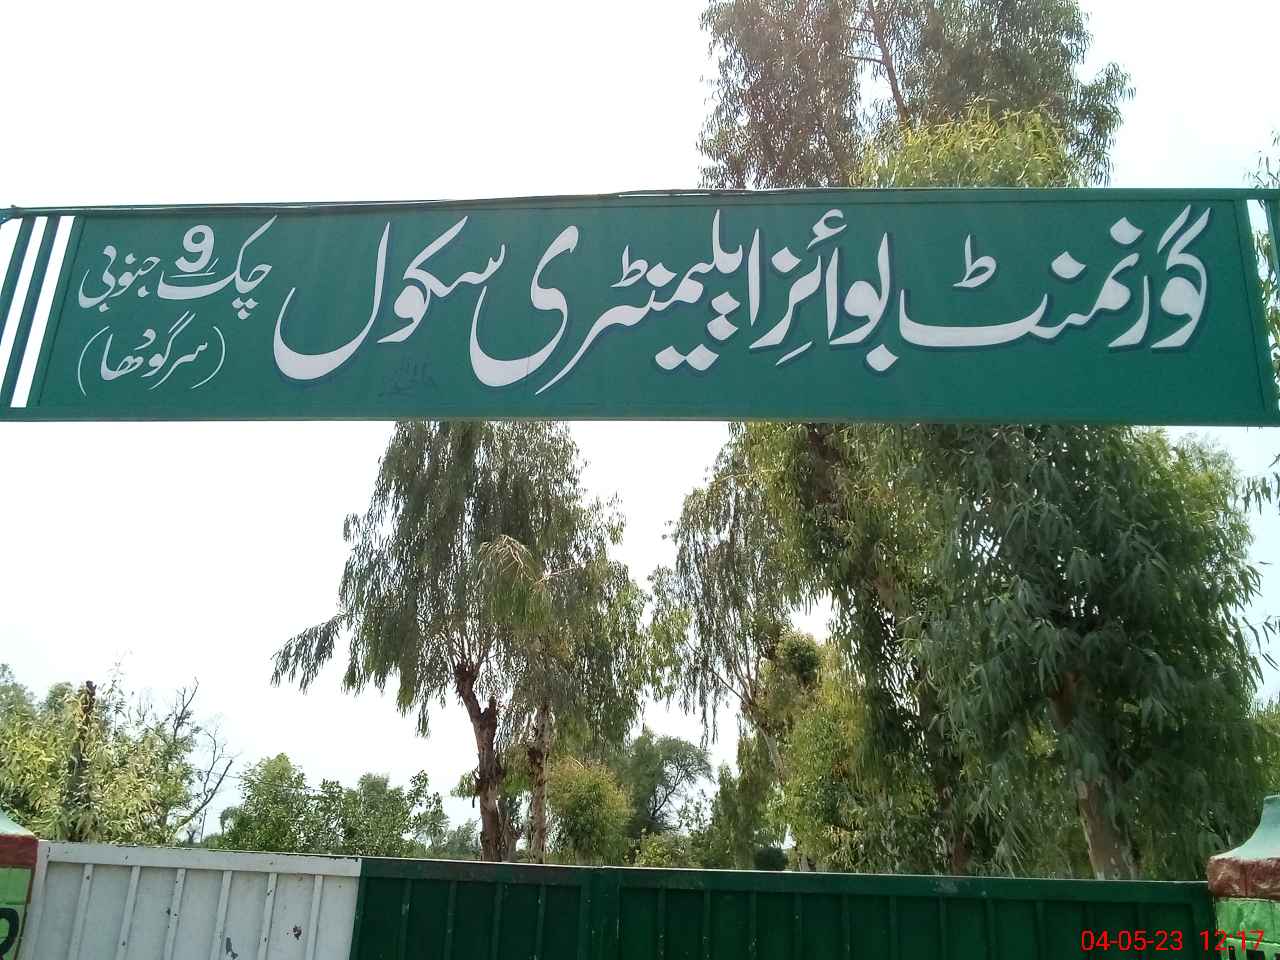 گورنمنٹ بوائز ایلیمنٹری سکول چک 9 جنوبی
(سرگودھا)
04-05-23 12:17